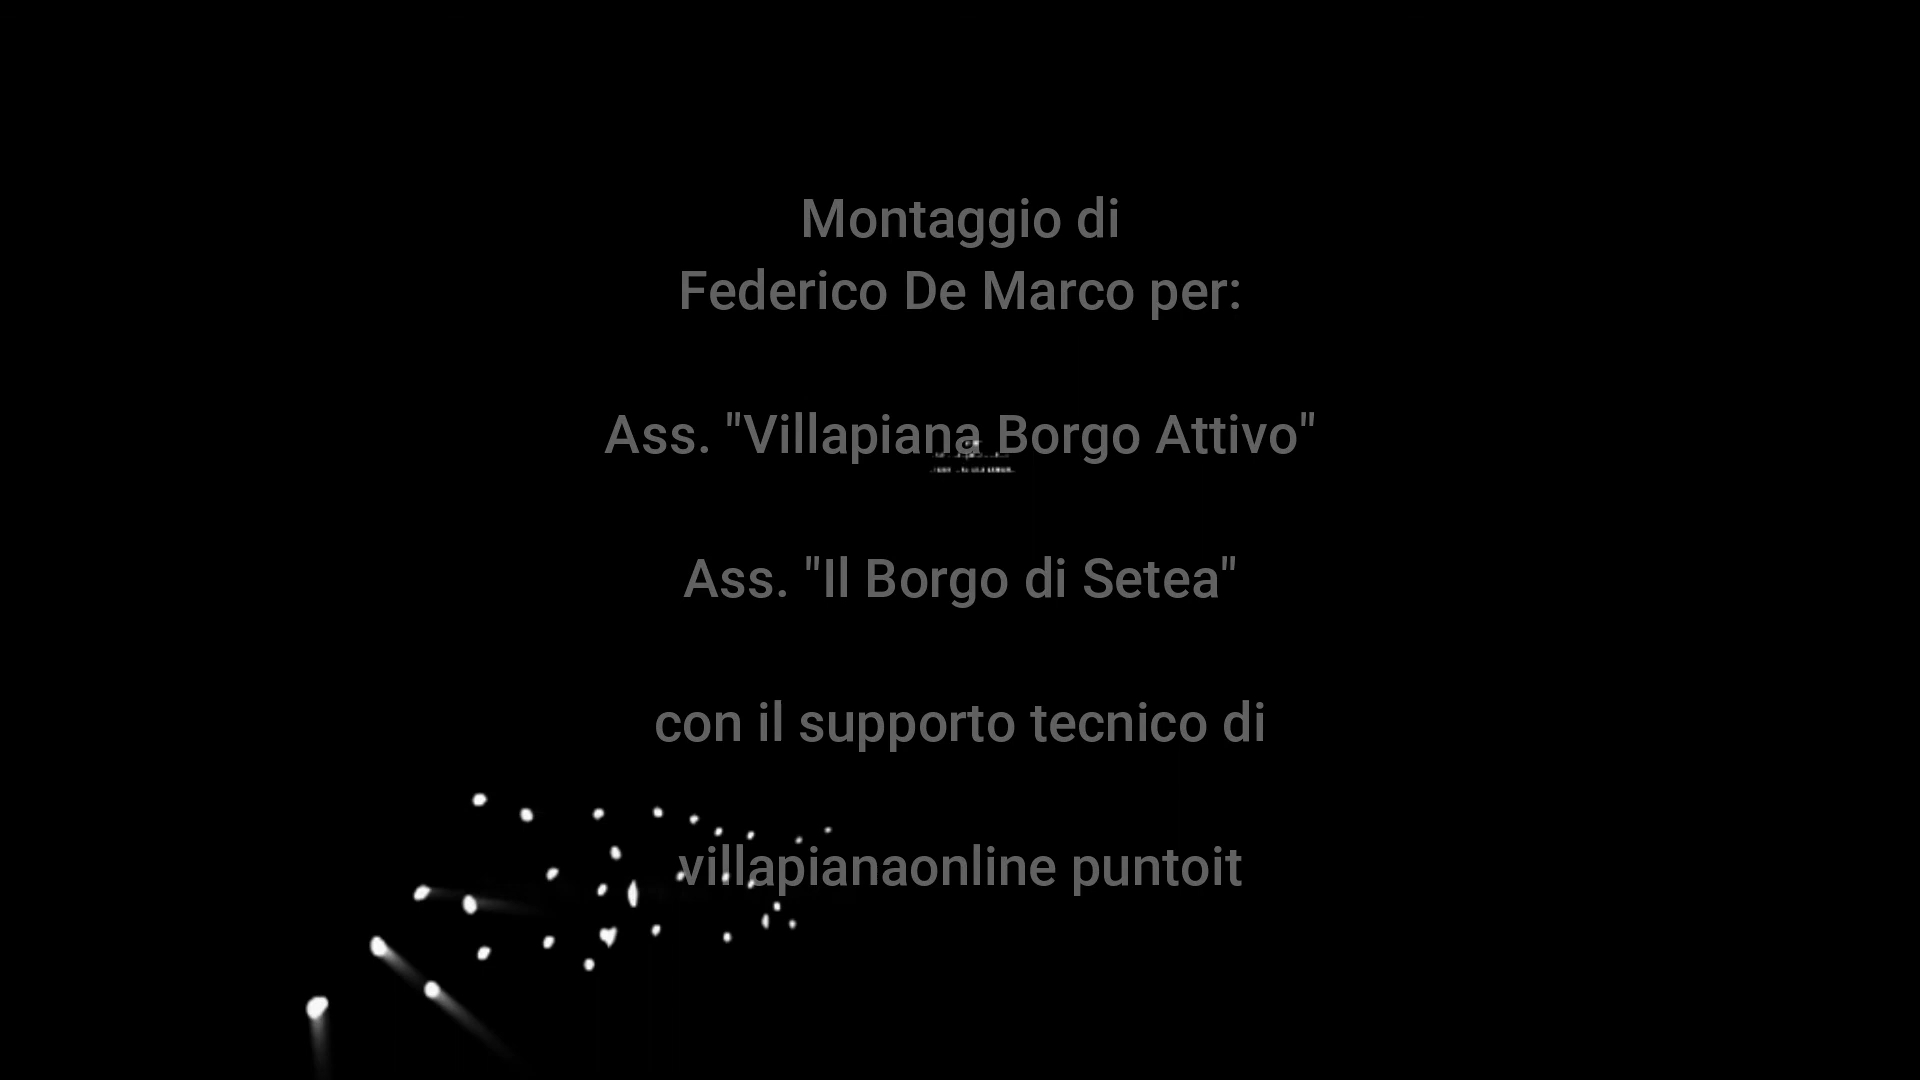 Montaggio di
Federico De Marco per:
Ass. "Villapiana Borgo Attivo"
Ass. "Il Borgo di Setea"
con il supporto tecnico di
villapianaonline puntoit